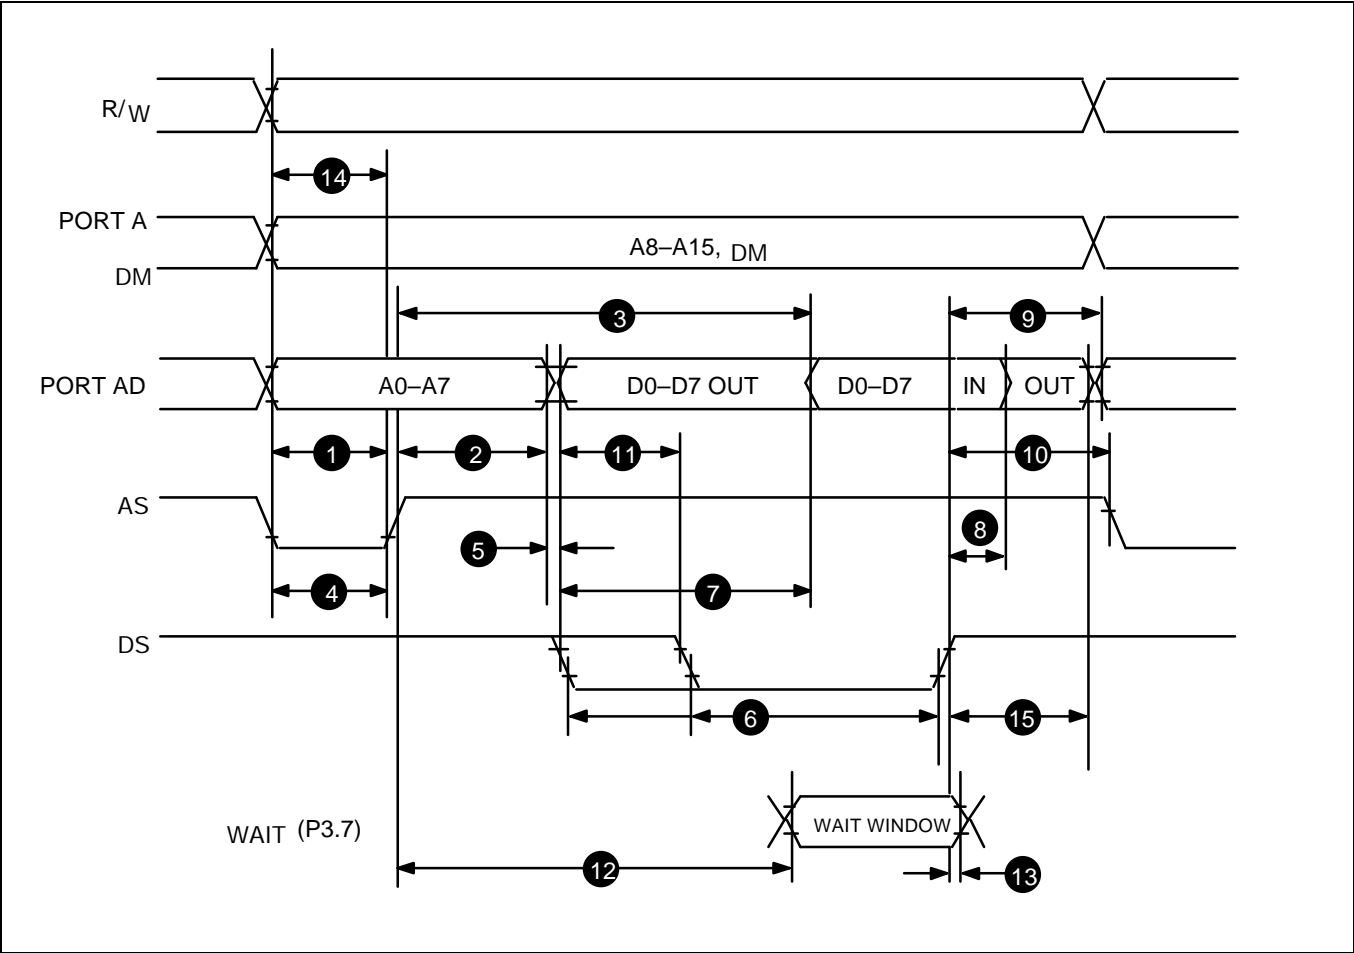 R/W
14
PORT A
A8–A15, DM
DM
3
9
PORT AD
A0–A7
D0–D7 OUT
D0–D7
IN
OUT
1
2
11
10
AS
8
5
4
7
DS
6
15
WAIT (P3.7)
WAIT WINDOW
12
13